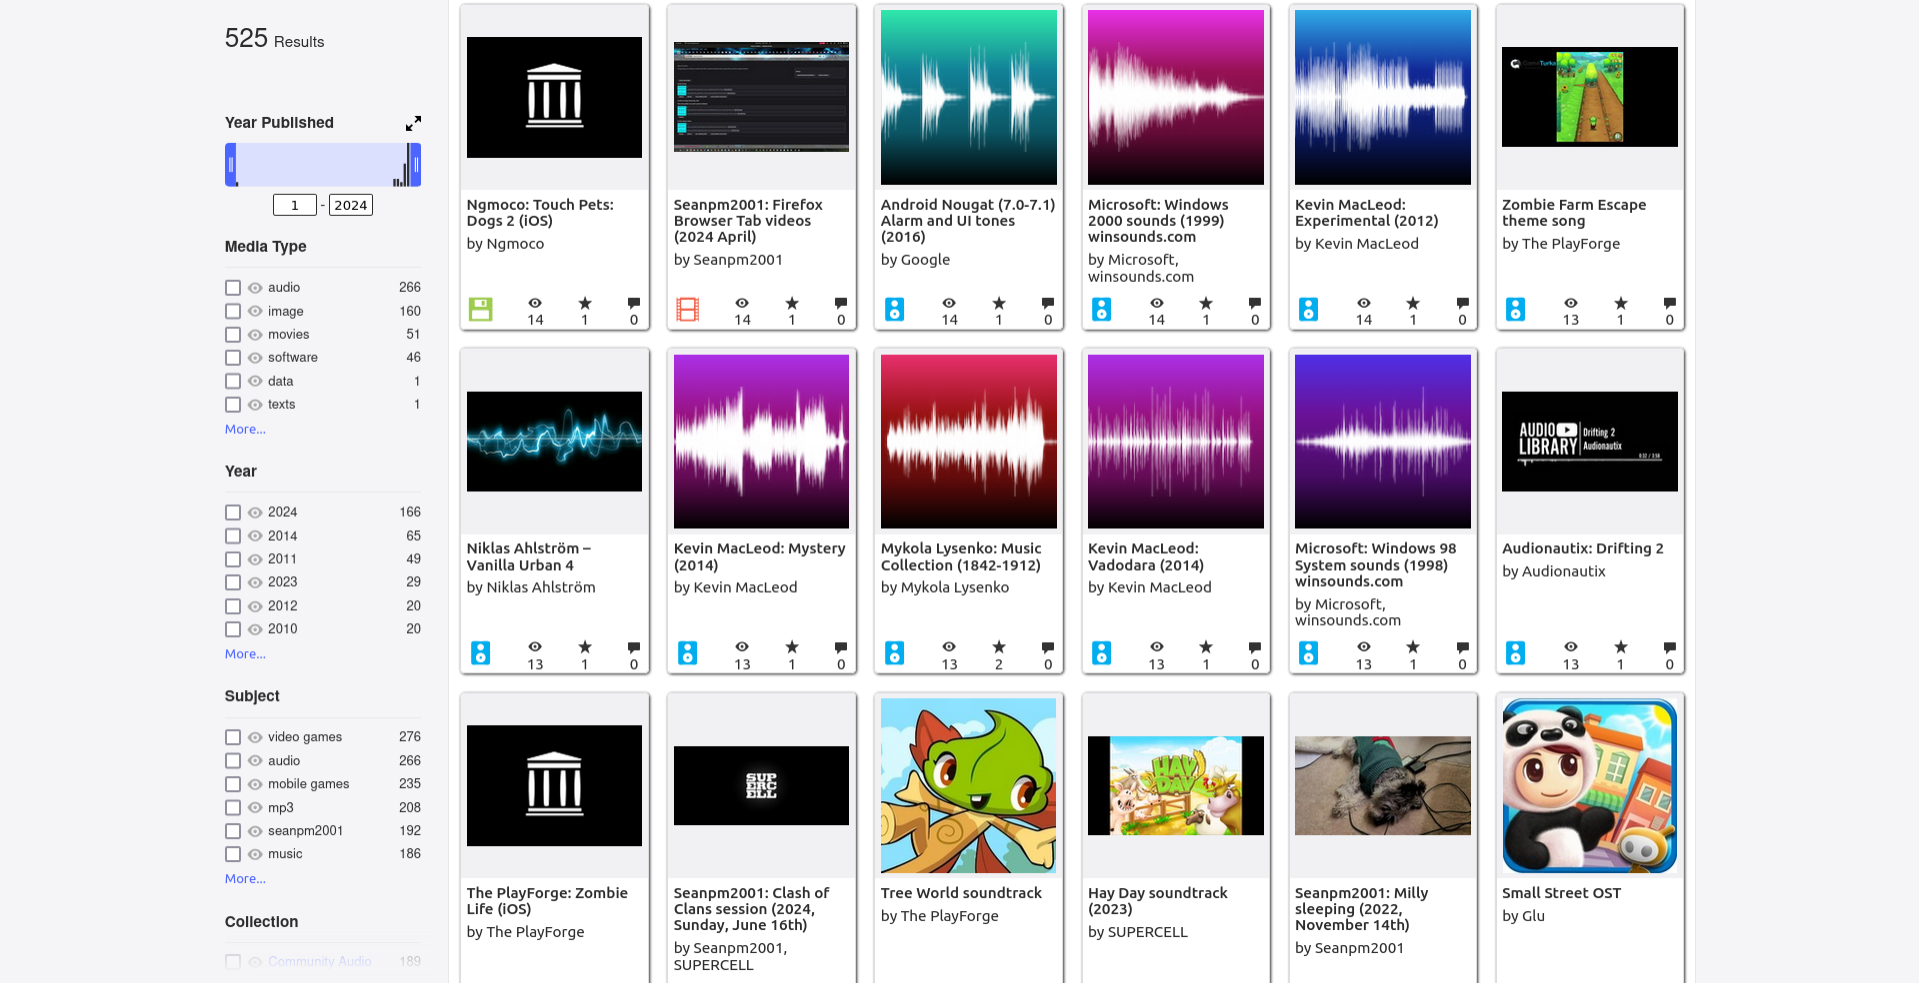 525 Results
Year Published
1 - 2024
Media Type
audio 266
image 160
movies 51
software 46
data 1
texts 1
More...
Year
2024 166
2014 65
2011 49
2023 29
2012 20
2010 20
More...
Subject
video games 276
audio 266
mobile games 235
mp3 208
seanpm2001 192
music 186
More...
Collection
Community Audio 189
Ngmoco: Touch Pets:
Dogs 2 (iOS)
by Ngmoco
14 1 0
Seanpm2001: Firefox
Browser Tab videos
(2024 April)
by Seanpm2001
14 1 0
Android Nougat (7.0-7.1)
Alarm and UI tones
(2016)
by Google
14 1 0
Microsoft: Windows
2000 sounds (1999)
winsounds.com
by Microsoft,
winsounds.com
14 1 0
Kevin MacLeod:
Experimental (2012)
by Kevin MacLeod
14 1 0
Zombie Farm Escape
theme song
by The PlayForge
13 1 0
Niklas Ahlström –
Vanilla Urban 4
by Niklas Ahlström
13 1 0
Kevin MacLeod: Mystery
(2014)
by Kevin MacLeod
13 1 0
Mykola Lysenko: Music
Collection (1842-1912)
by Mykola Lysenko
13 2 0
Kevin MacLeod:
Vadodara (2014)
by Kevin MacLeod
13 1 0
Microsoft: Windows 98
System sounds (1998)
winsounds.com
by Microsoft,
winsounds.com
13 1 0
AUDIO
LIBRARY
Drifting 2
Audionautix
Audionautix: Drifting 2
by Audionautix
13 1 0
The PlayForge: Zombie
Life (iOS)
by The PlayForge
SUP
ERC
ELL
Seanpm2001: Clash of
Clans session (2024,
Sunday, June 16th)
by Seanpm2001,
SUPERCELL
Tree World soundtrack
by The PlayForge
HAY
DAY
Hay Day soundtrack
(2023)
by SUPERCELL
Seanpm2001: Milly
sleeping (2022,
November 14th)
by Seanpm2001
Small Street OST
by Glu